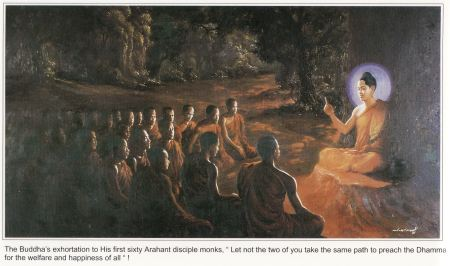 The Buddha's exhortation to His first sixty Arahant disciple monks, " Let not the two of you take the same path to preach the Dhamma
for the welfare and happiness of all " !